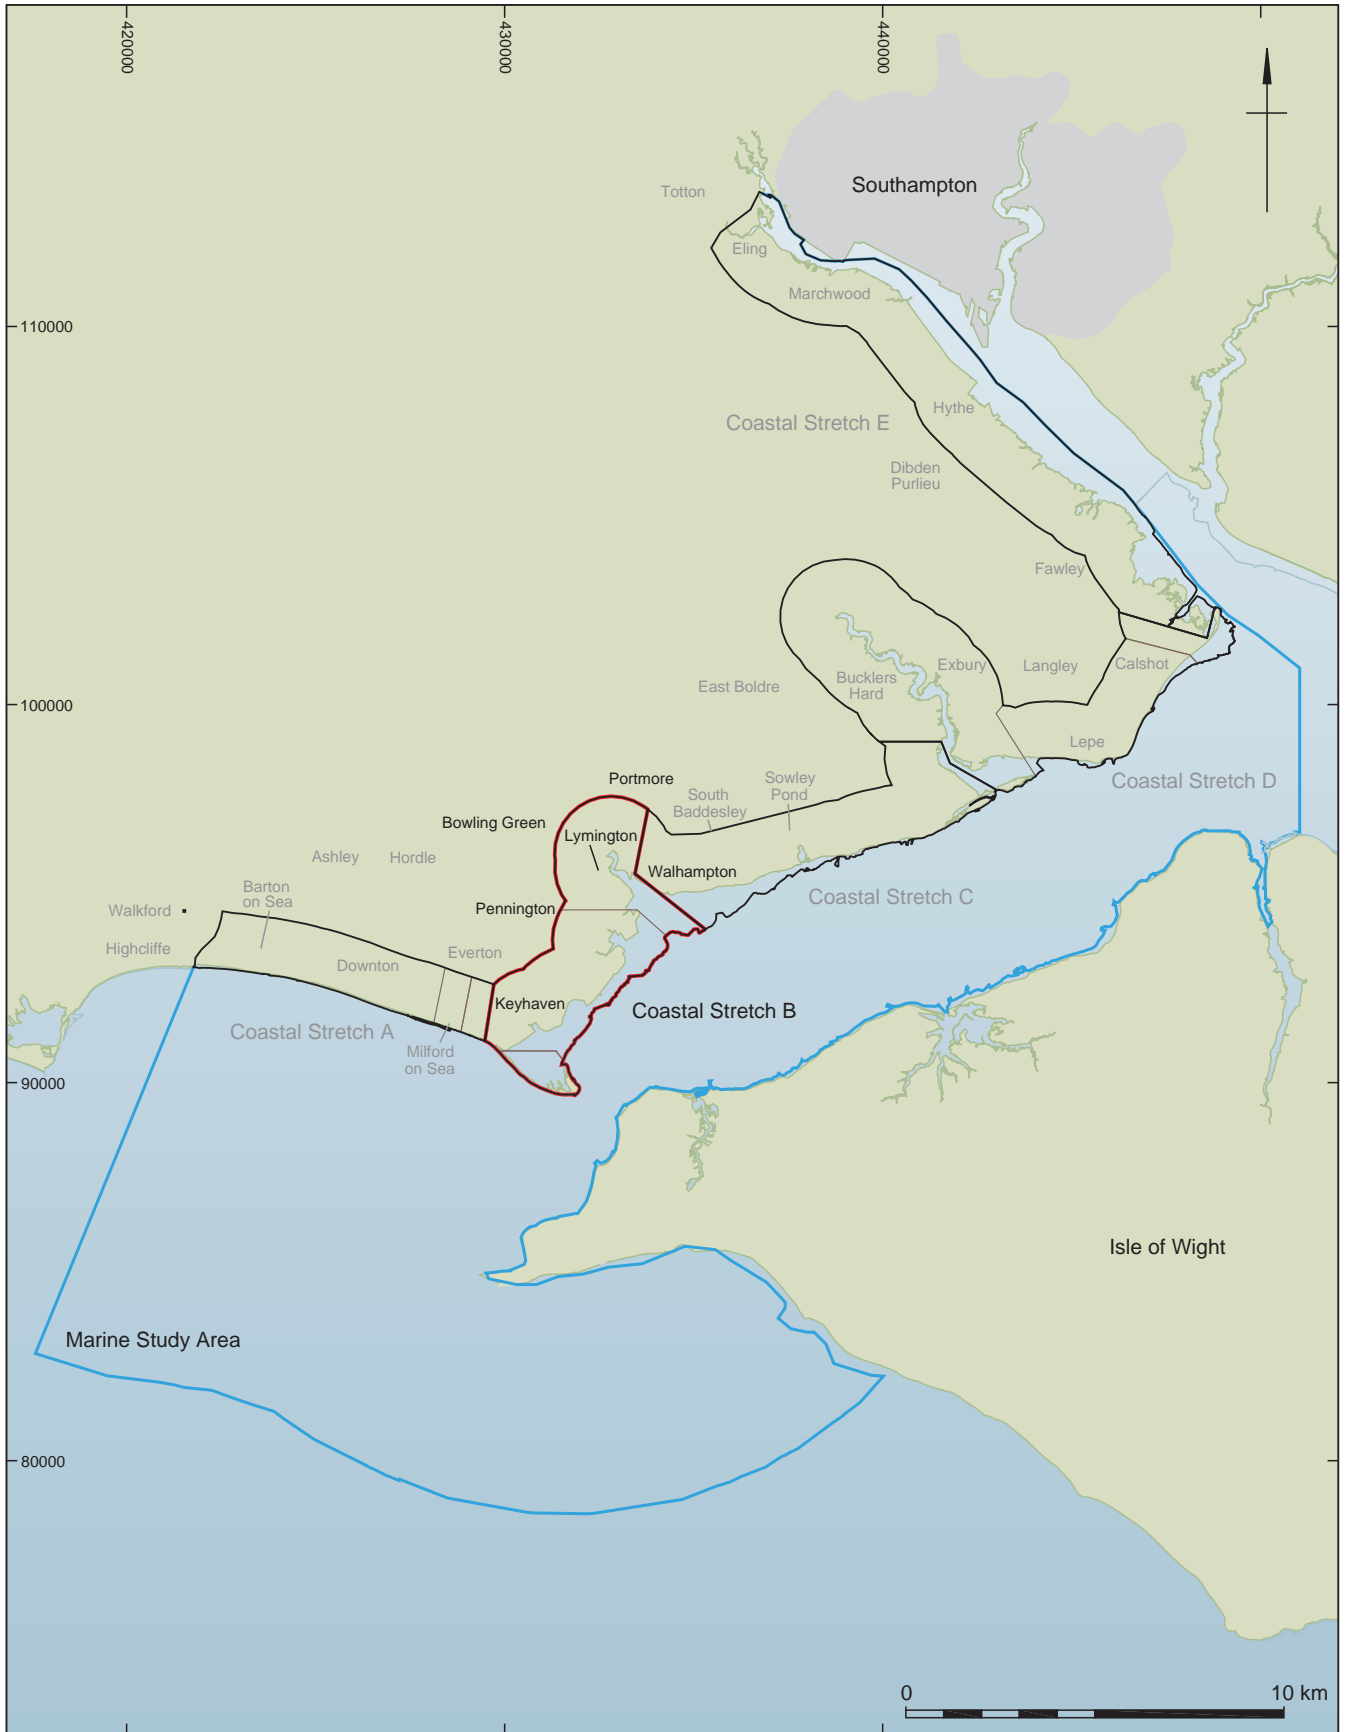 420000
430000
440000
Southampton
Totton
Eling
Marchwood
110000
Hythe
Coastal Stretch E
Dibden
Purlieu
Fawley
Exbury
Langley
Calshot
Bucklers
Hard
East Boldre
100000
Lepe
Coastal Stretch D
Portmore
Sowley
Pond
South
Baddesley
Bowling Green
Lymington
Ashley
Hordle
Walhampton
Barton
on Sea
Coastal Stretch C
Walkford
Pennington
Highcliffe
Everton
Downton
Keyhaven
Coastal Stretch B
Coastal Stretch A
Milford
on Sea
90000
Isle of Wight
Marine Study Area
80000
0
10 km